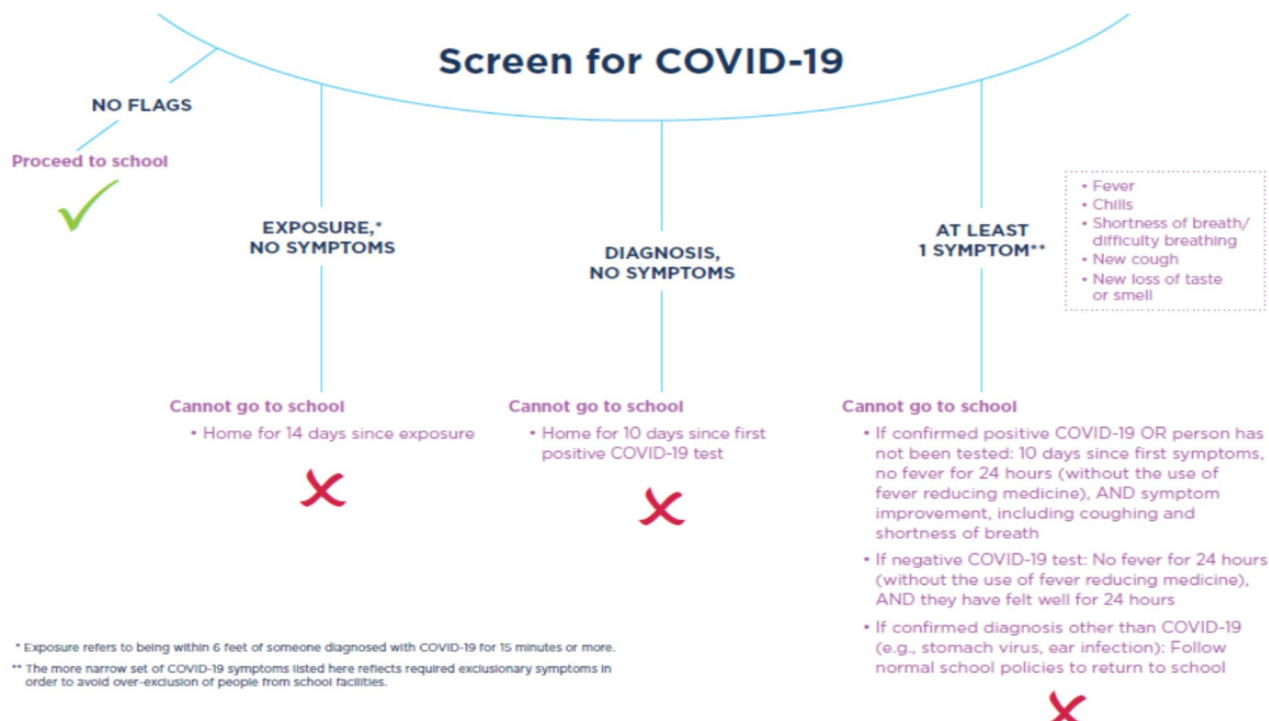 Screen for COVID-19
NO FLAGS
Proceed to school
EXPOSURE,*
NO SYMPTOMS
Cannot go to school
• Home for 14 days since exposure
DIAGNOSIS,
NO SYMPTOMS
Cannot go to school
• Home for 10 days since first
positive COVID-19 test
AT LEAST
1 SYMPTOM**
• Fever
• Chills
• Shortness of breath/
difficulty breathing
• New cough
• New loss of taste
or smell
Cannot go to school
• If confirmed positive COVID-19 OR person has
not been tested: 10 days since first symptoms,
no fever for 24 hours (without the use of
fever reducing medicine), AND symptom
improvement, including coughing and
shortness of breath
• If negative COVID-19 test: No fever for 24 hours
(without the use of fever reducing medicine),
AND they have felt well for 24 hours
• If confirmed diagnosis other than COVID-19
(e.g., stomach virus, ear infection): Follow
normal school policies to return to school
* Exposure refers to being within 6 feet of someone diagnosed with COVID-19 for 15 minutes or more.
** The more narrow set of COVID-19 symptoms listed here reflects required exclusionary symptoms in
order to avoid over-exclusion of people from school facilities.